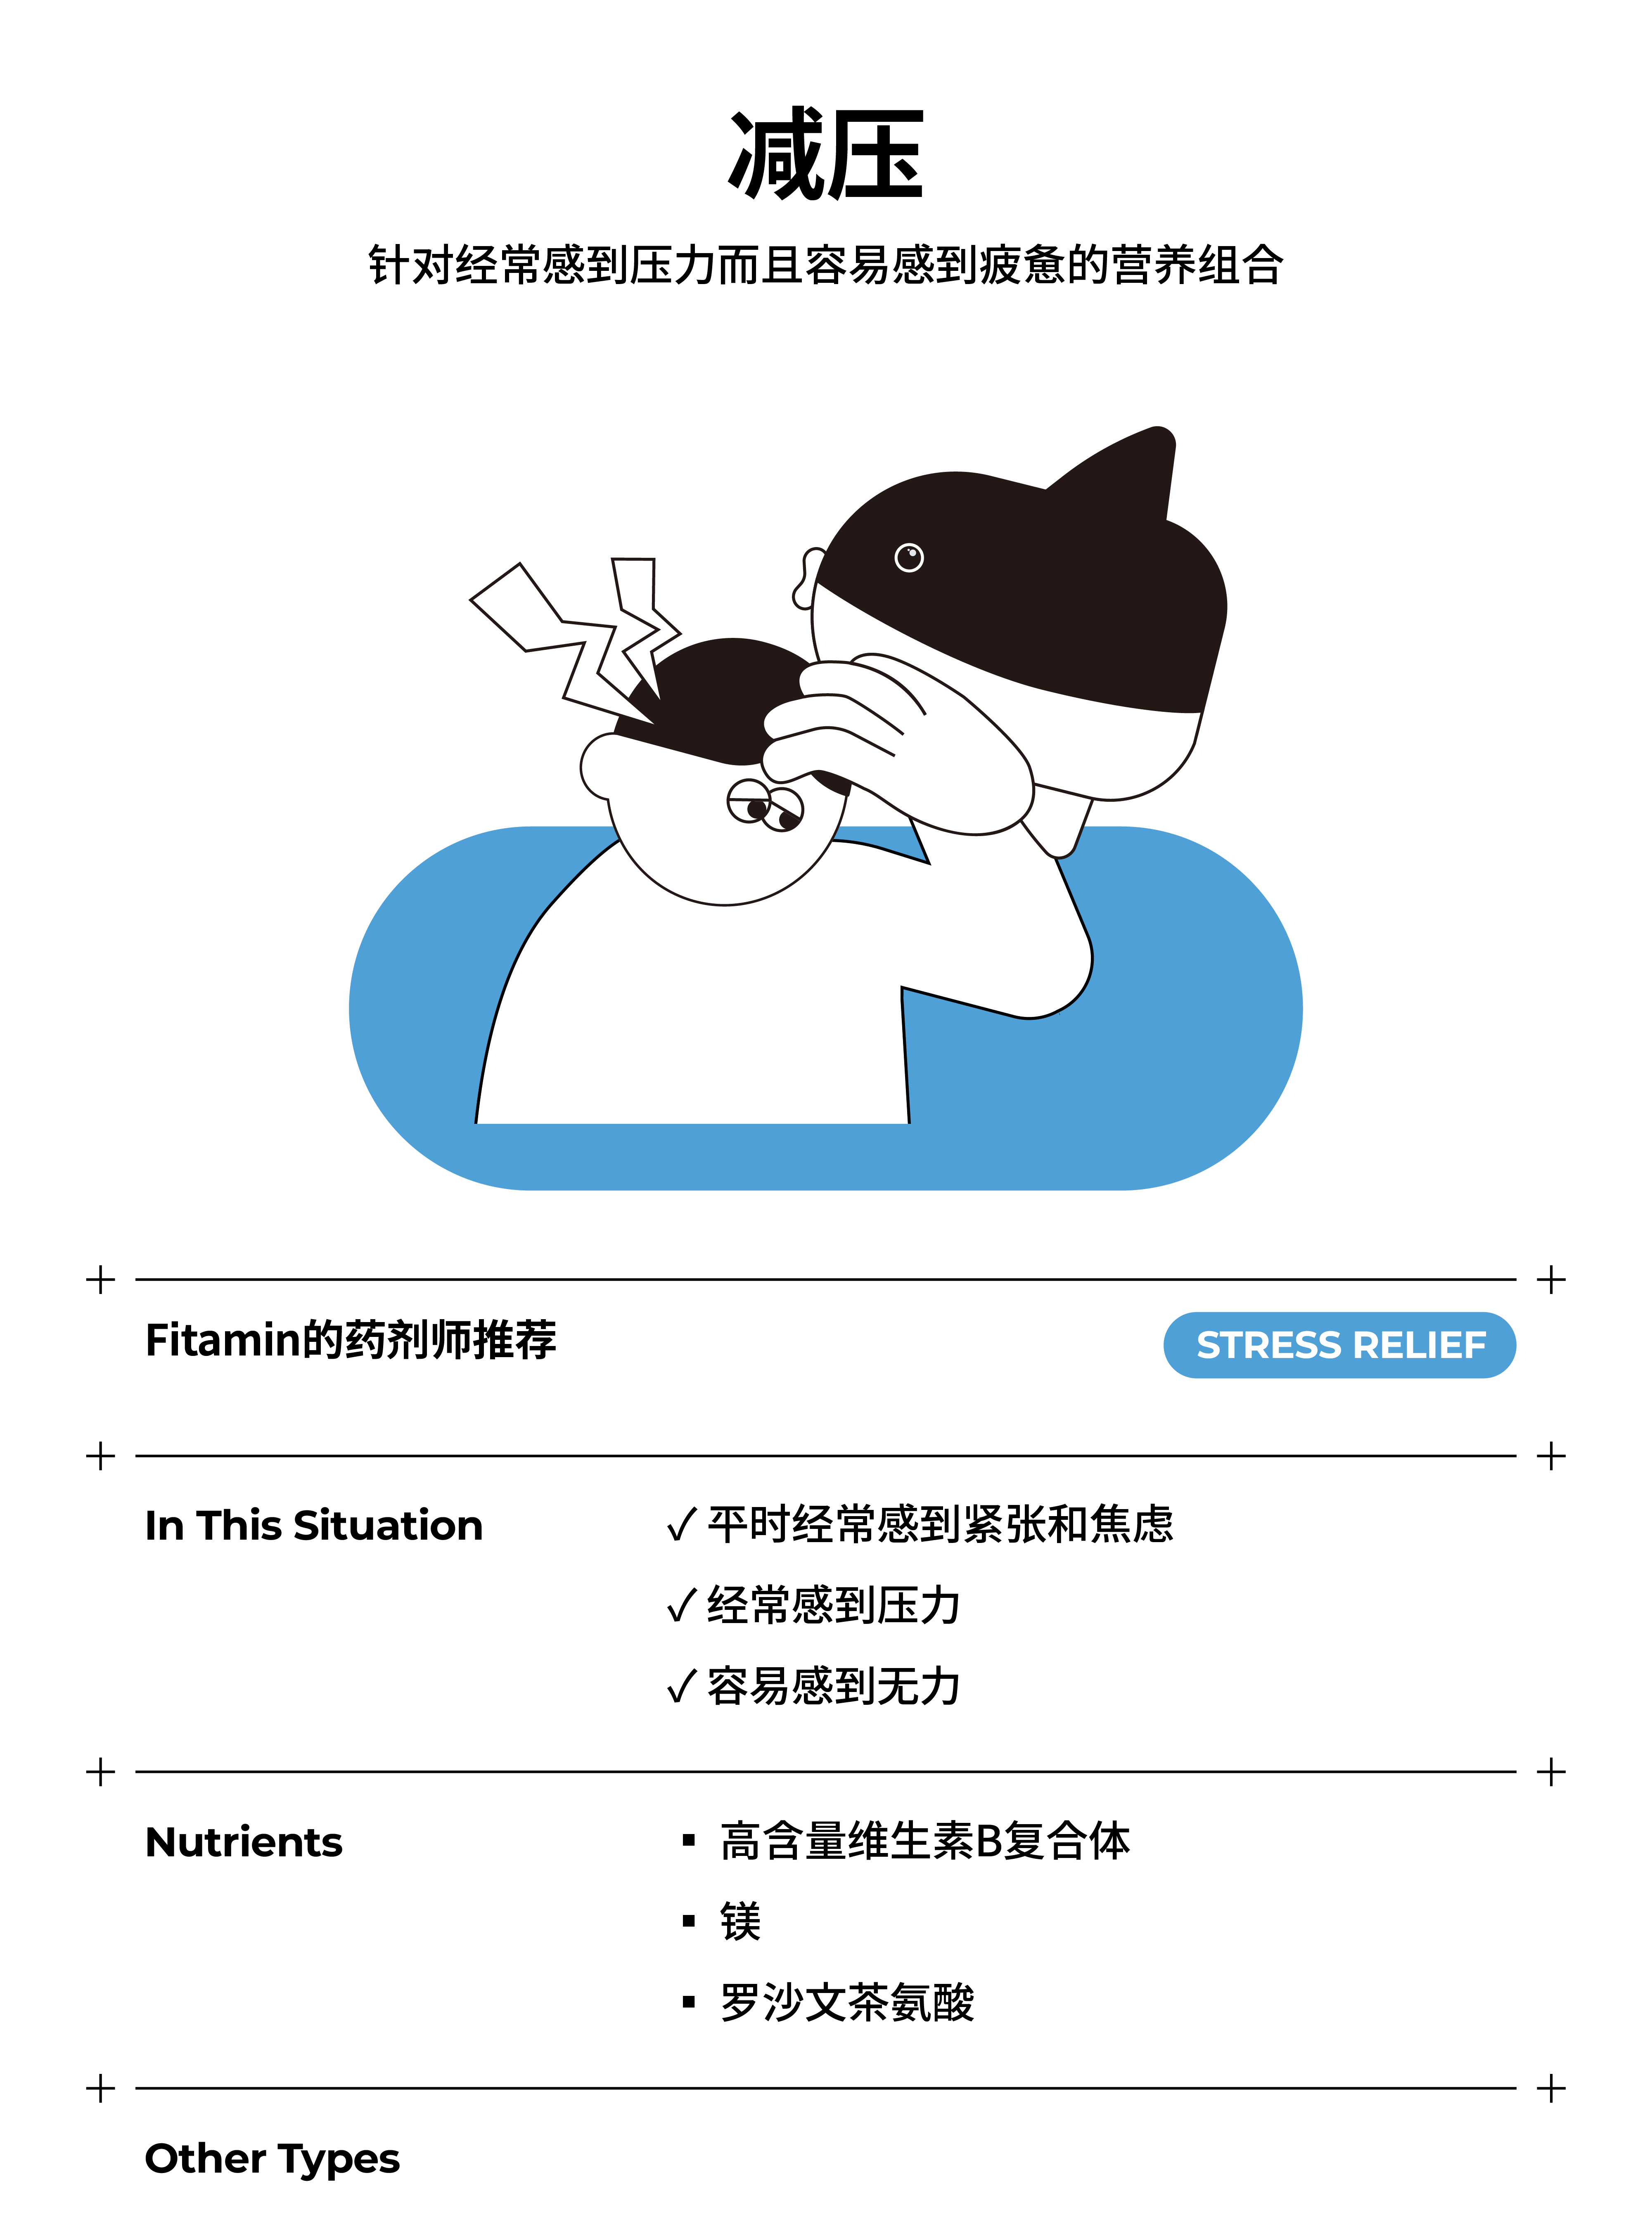 减压
针对经常感到压力而且容易感到疲惫的营养组合
Fitamin的药剂师推荐
STRESS RELIEF
In This Situation
✓ 平时经常感到紧张和焦虑
✓ 经常感到压力
✓ 容易感到无力
Nutrients
▪ 高含量维生素B复合体
▪ 镁
▪ 罗沙文茶氨酸
Other Types